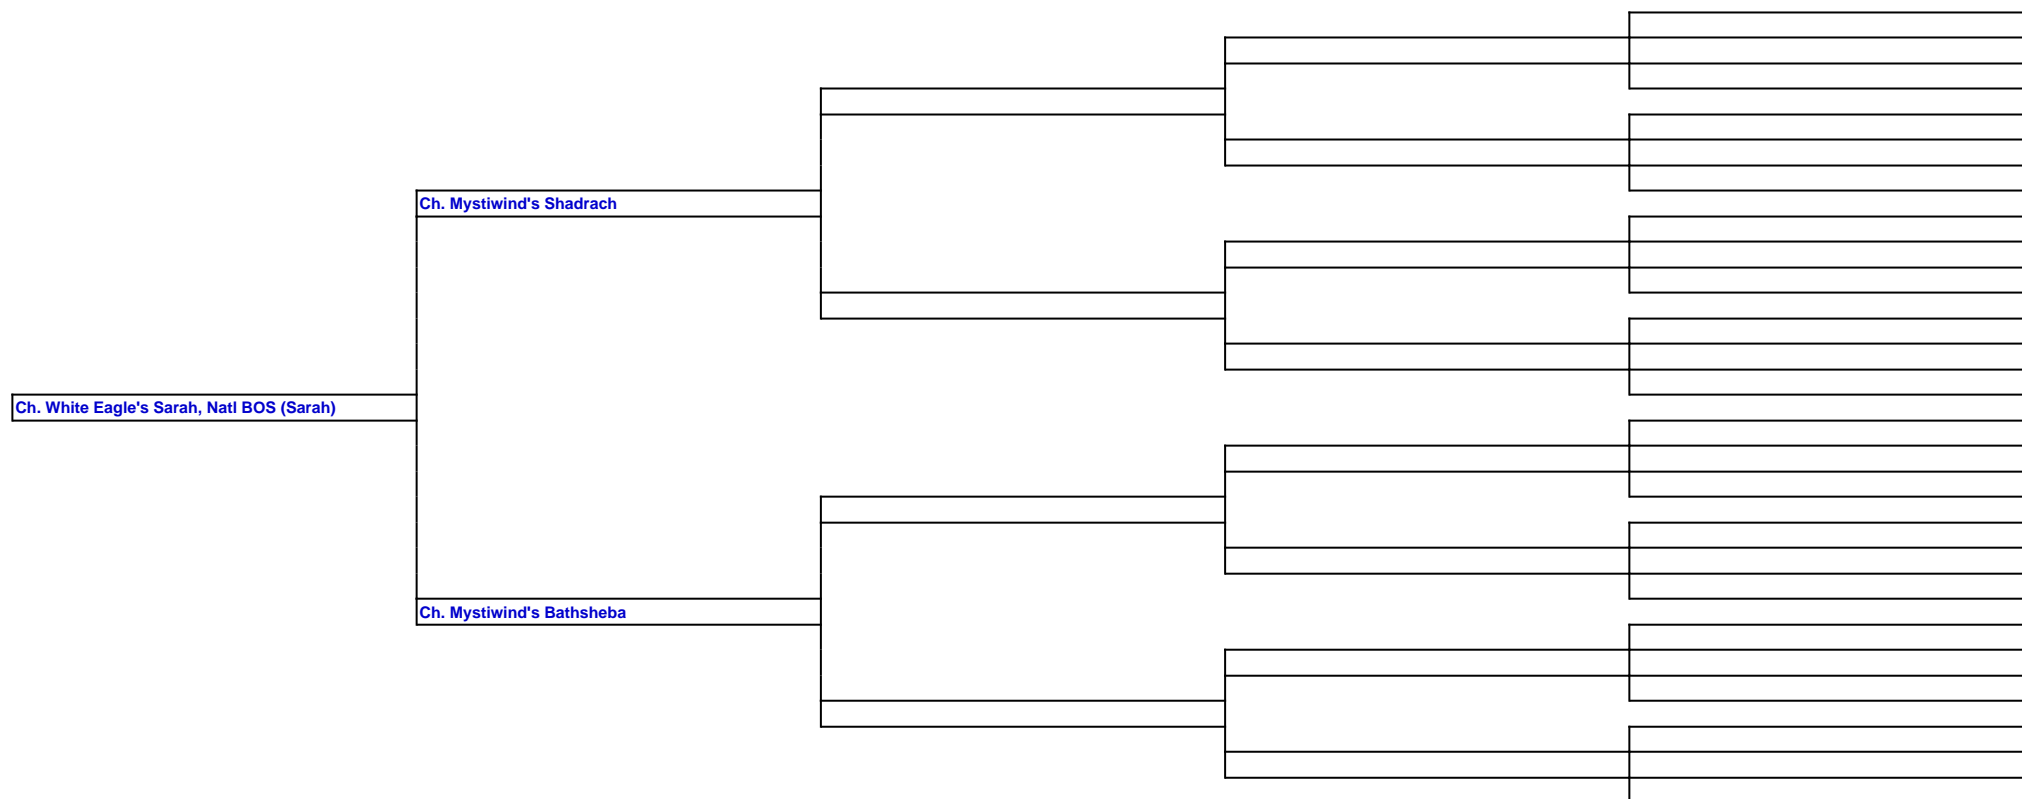 Ch. Mystiwind's Shadrach
Ch. White Eagle's Sarah, Natl BOS (Sarah)
Ch. Mystiwind's Bathsheba